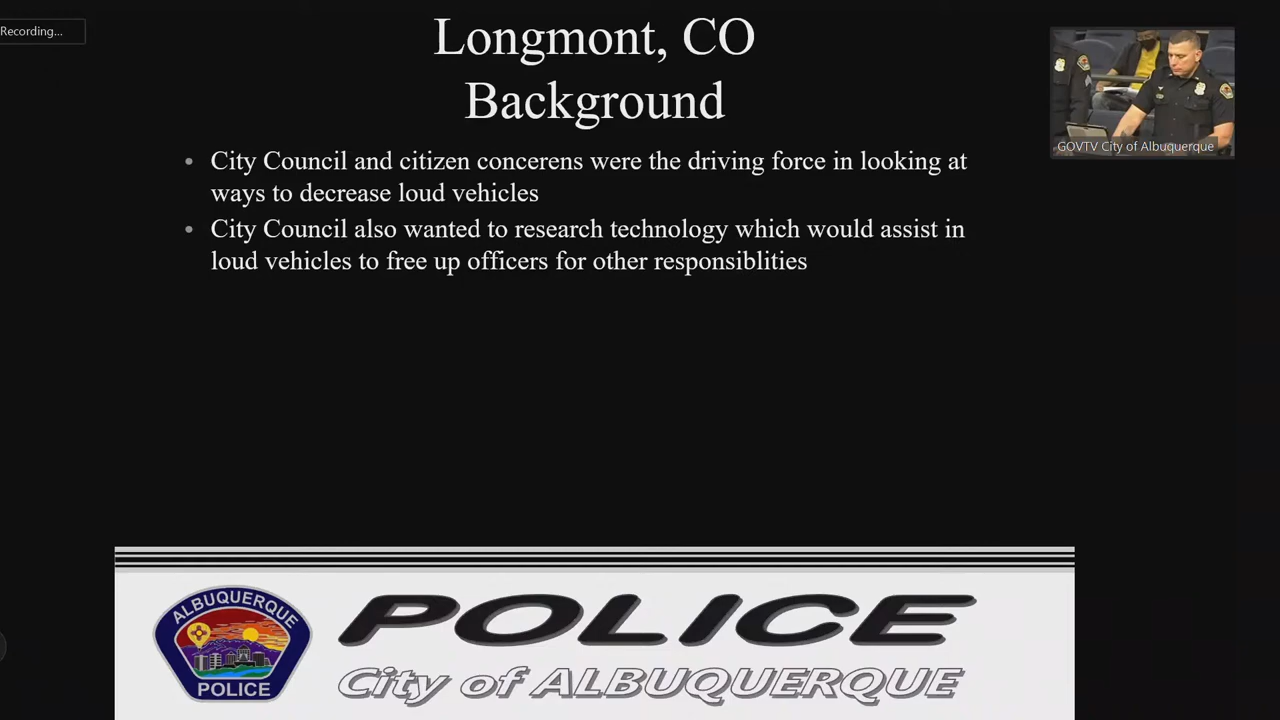 Recording...
Longmont, CO
Background
• City Council and citizen concerens were the driving force in looking at
ways to decrease loud vehicles
• City Council also wanted to research technology which would assist in
loud vehicles to free up officers for other responsiblities
GOVTV City of Albuquerque
ALBUQUERQUE
POLICE
POLICE
City of ALBUQUERQUE